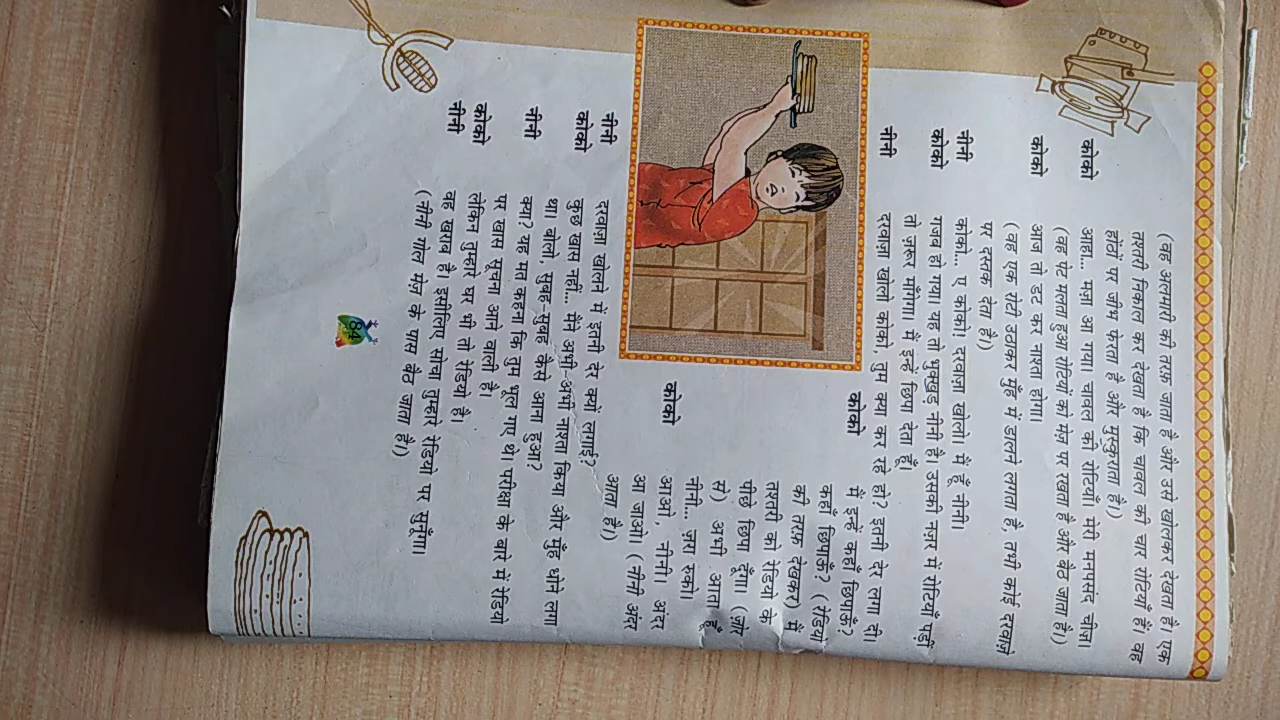 (वह अलमारी की तरफ़ जाता है और उसे खोलकर देखता है। एक
तश्तरी निकाल कर देखता है कि चावल की चार रोटियाँ हैं। वह
होंठों पर जीभ फेरता है और मुस्कुराता है।)
कोको आहा... मज़ा आ गया। चावल की रोटियाँ। मेरी मनपसंद चीज़।
(वह पेट मलता हुआ रोटियों को मेज़ पर रखता है और बैठ जाता है।)
कोको आज तो डट कर नाश्ता होगा।
(वह एक रोटी उठाकर मुँह में डालने लगता है, तभी कोई दरवाज़े
पर दस्तक देता है।)
नीनी कोको... ए कोको! दरवाज़ा खोलो। मैं हूँ नीनी।
कोको गजब हो गया। यह तो भुक्खड़ नीनी है। उसकी नज़र में रोटियाँ पड़ीं
तो ज़रूर माँगेगा। मैं इन्हें छिपा देता हूँ।
नीनी दरवाज़ा खोलो कोको, तुम क्या कर रहे हो? इतनी देर लगा दी।
कोको मैं इन्हें कहाँ छिपाऊँ?
कहाँ छिपाऊँ? (रेडियो
की तरफ़ देखकर) मैं
तश्तरी को रेडियो के
पीछे छिपा दूँगा। (ज़ोर
से) अभी आता हूँ
नीनी... ज़रा रुको।
कोको आओ, आओ, नीनी। अंदर
आ जाओ। (नीनी अंदर
आता है।)
नीनी दरवाज़ा खोलने में इतनी देर क्यों लगाई?
कोको कुछ खास नहीं... मैंने अभी-अभी नाश्ता किया और मुँह धोने लगा
था। बोलो, सुबह-सुबह कैसे आना हुआ?
नीनी क्या? यह मत कहना कि तुम भूल गए थे। परीक्षा के बारे में रेडियो
पर खास सूचना आने वाली है।
कोको लेकिन तुम्हारे घर भी तो रेडियो है।
नीनी वह खराब है। इसीलिए सोचा तुम्हारे रेडियो पर सुनूँगा।
(नीनी गोल मेज़ के पास बैठ जाता है।)
84